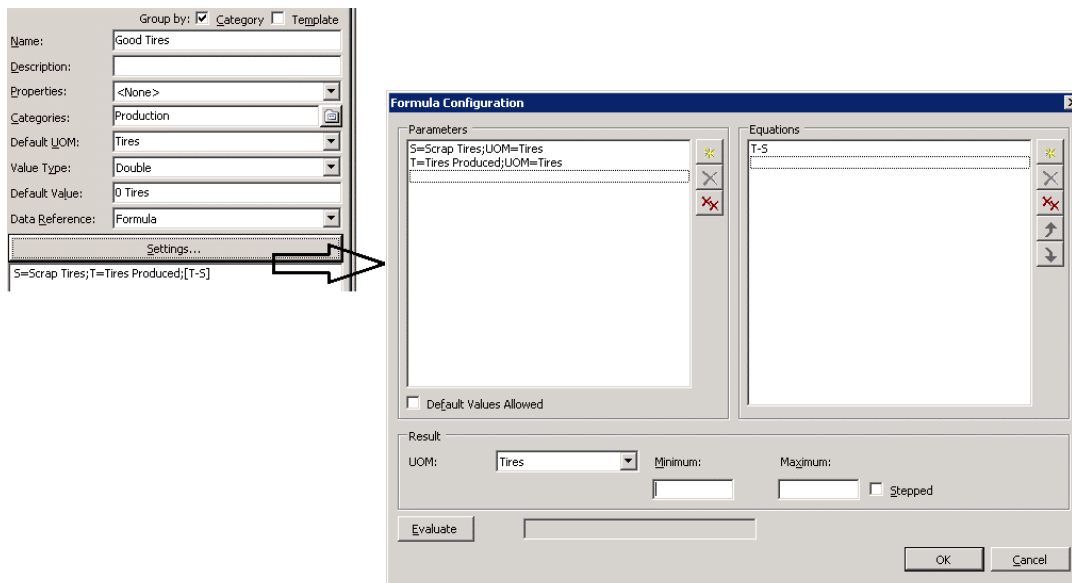 Group by: Category Template
Name: Good Tires
Description:
Properties: <None>
Categories: Production
Default UOM: Tires
Value Type: Double
Default Value: 0 Tires
Data Reference: Formula
Settings...
S=Scrap Tires;T=Tires Produced;[T-S]
Formula Configuration
Parameters
S=Scrap Tires;UOM=Tires
T=Tires Produced;UOM=Tires
Default Values Allowed
Equations
T-S
Result
UOM: Tires Minimum: Maximum:
Stepped
Evaluate
OK Cancel